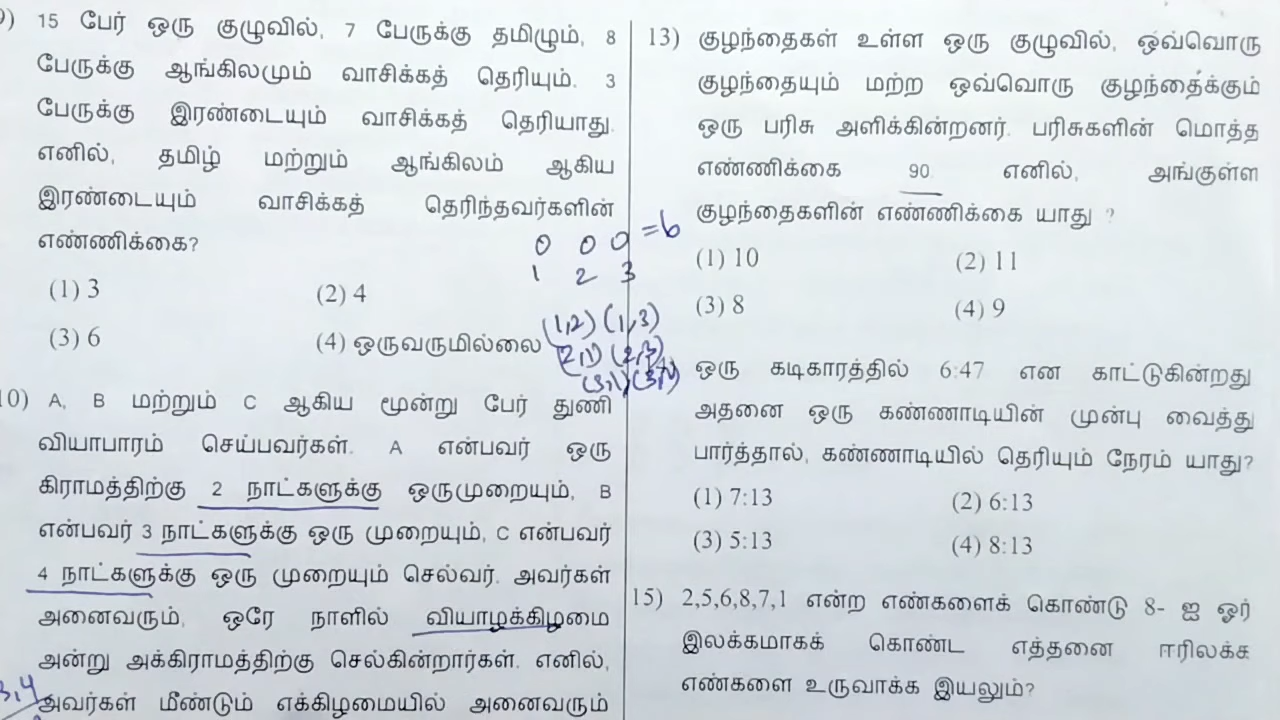 9) 15 பேர் ஒரு குழுவில், 7 பேருக்கு தமிழும், 8
பேருக்கு ஆங்கிலமும் வாசிக்கத் தெரியும். 3
பேருக்கு இரண்டையும் வாசிக்கத் தெரியாது.
எனில், தமிழ் மற்றும் ஆங்கிலம் ஆகிய
இரண்டையும் வாசிக்கத் தெரிந்தவர்களின்
எண்ணிக்கை?
(1) 3 (2) 4
(3) 6 (4) ஒருவருமில்லை
0 0 0 =6
1 2 3
(1,2) (1,3)
(2,1) (2,3)
(3,1)
10) A, B மற்றும் C ஆகிய மூன்று பேர் துணி
வியாபாரம் செய்பவர்கள். A என்பவர் ஒரு
கிராமத்திற்கு 2 நாட்களுக்கு ஒருமுறையும், B
என்பவர் 3 நாட்களுக்கு ஒரு முறையும், C என்பவர்
4 நாட்களுக்கு ஒரு முறையும் செல்வர். அவர்கள்
அனைவரும், ஒரே நாளில் வியாழக்கிழமை
அன்று அக்கிராமத்திற்கு செல்கின்றார்கள். எனில்,
3,4
அவர்கள் மீண்டும் எக்கிழமையில் அனைவரும்
13) குழந்தைகள் உள்ள ஒரு குழுவில், ஒவ்வொரு
குழந்தையும் மற்ற ஒவ்வொரு குழந்தைக்கும்
ஒரு பரிசு அளிக்கின்றனர். பரிசுகளின் மொத்த
எண்ணிக்கை 90 எனில், அங்குள்ள
குழந்தைகளின் எண்ணிக்கை யாது ?
(1) 10 (2) 11
(3) 8 (4) 9
ஒரு கடிகாரத்தில் 6:47 என காட்டுகின்றது
அதனை ஒரு கண்ணாடியின் முன்பு வைத்து
பார்த்தால், கண்ணாடியில் தெரியும் நேரம் யாது?
(1) 7:13 (2) 6:13
(3) 5:13 (4) 8:13
15) 2,5,6,8,7,1 என்ற எண்களைக் கொண்டு 8- ஐ ஓர்
இலக்கமாகக் கொண்ட எத்தனை ஈரிலக்க
எண்களை உருவாக்க இயலும்?